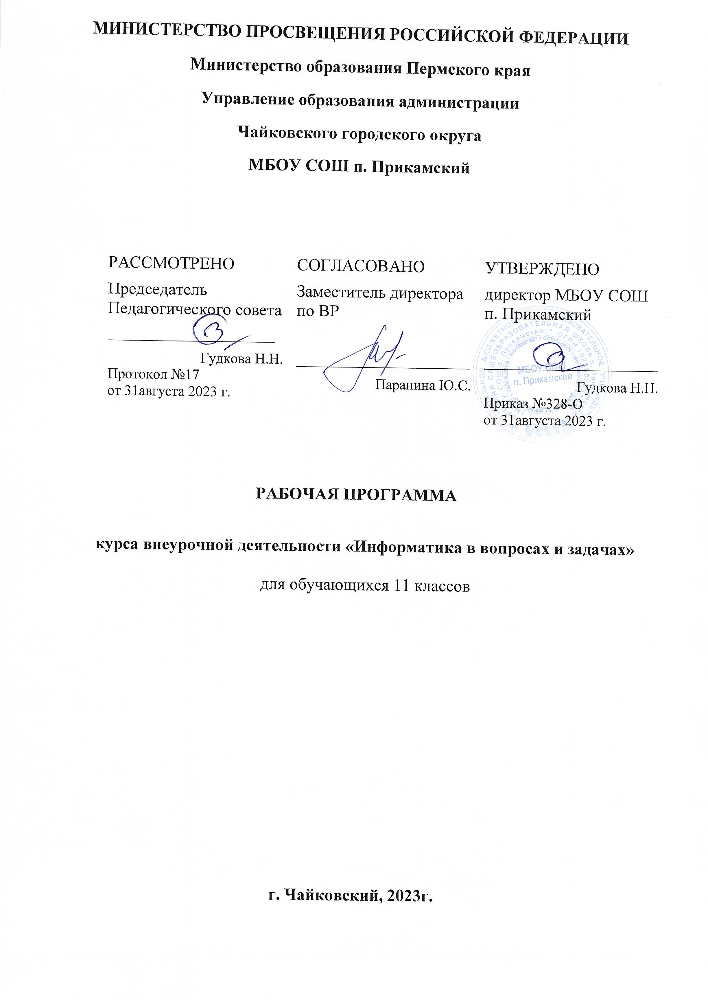 МИНИСТЕРСТВО ПРОСВЕЩЕНИЯ РОССИЙСКОЙ ФЕДЕРАЦИИ
Министерство образования Пермского края
Управление образования администрации
Чайковского городского округа
МБОУ СОШ п. Прикамский
РАССМОТРЕНО
Председатель
Педагогического совета
Гудкова Н.Н.
Протокол №17
от 31августа 2023 г.
СОГЛАСОВАНО
Заместитель директора
по ВР
Паранина Ю.С.
УТВЕРЖДЕНО
директор МБОУ СОШ
п. Прикамский
МБОУ СОШ
п. Прикамский
Гудкова Н.Н.
Приказ №328-О
от 31августа 2023 г.
РАБОЧАЯ ПРОГРАММА
курса внеурочной деятельности «Информатика в вопросах и задачах»
для обучающихся 11 классов
г. Чайковский, 2023г.